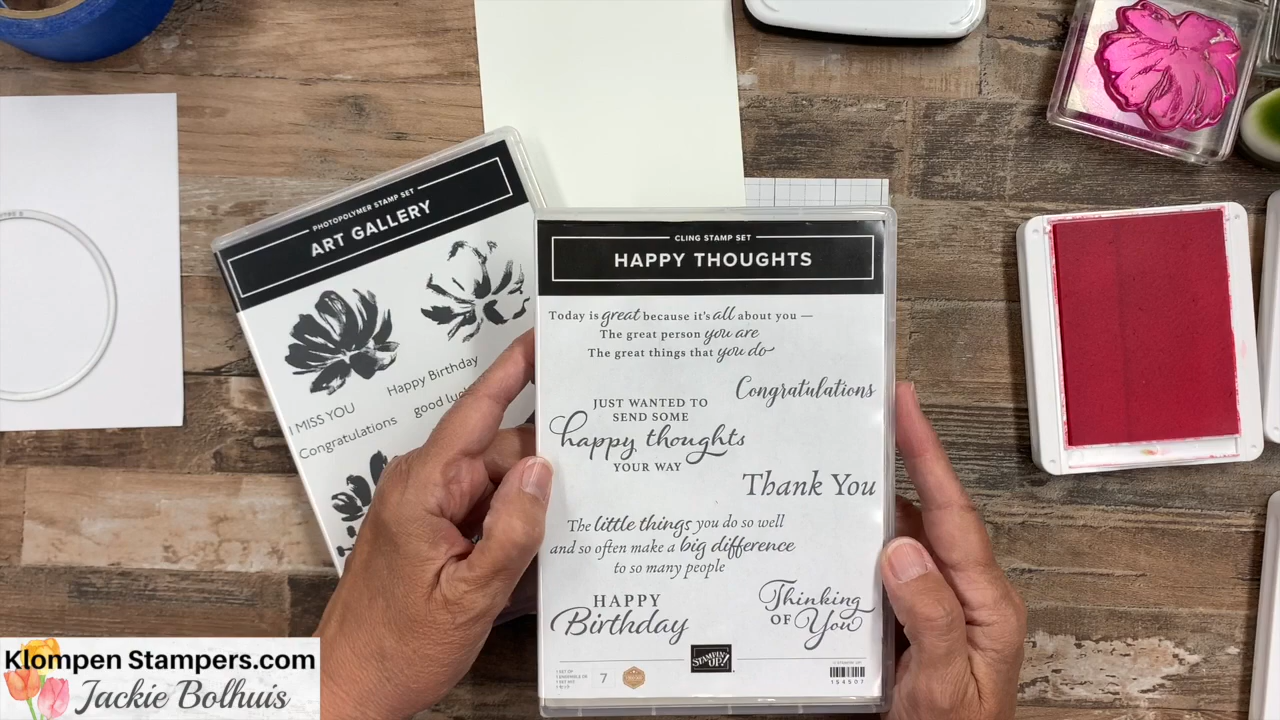 PHOTOPOLYMER STAMP SET
ART GALLERY
Happy Birthday
I MISS YOU
good luck
Congratulations
CLING STAMP SET
HAPPY THOUGHTS
Today is great because it's all about you —
The great person you are
The great things that you do
Congratulations
JUST WANTED TO
SEND SOME
happy thoughts
YOUR WAY
Thank You
The little things you do so well
and so often make a big difference
to so many people
HAPPY
Birthday
Thinking
OF You
STAMPIN' UP!
7
© STAMPIN' UP!
154507
Klompen Stampers.com
Jackie Bolhuis